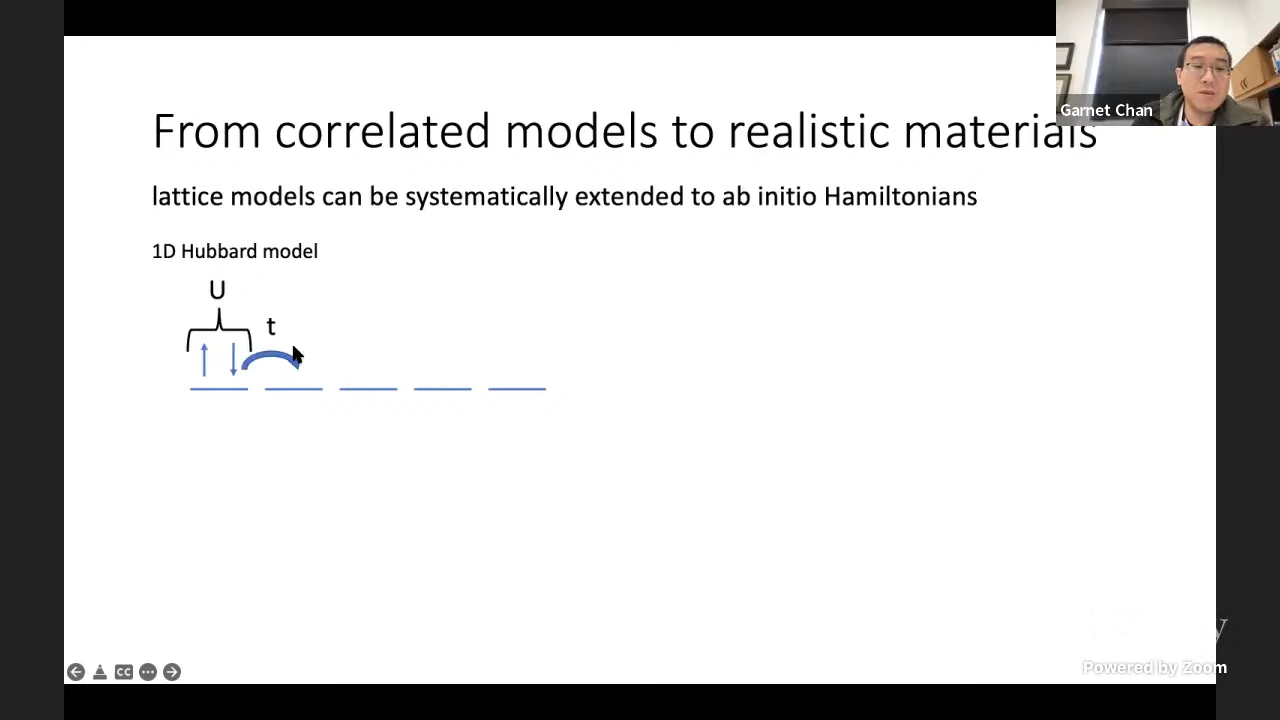 Garnet Chan
From correlated models to realistic materials
lattice models can be systematically extended to ab initio Hamiltonians
1D Hubbard model
U
t
CC
Powered by Zoom